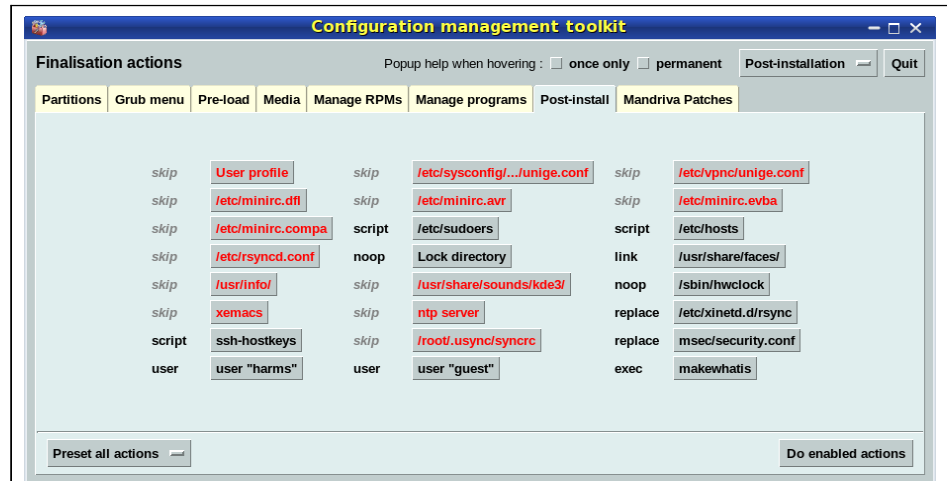 Configuration management toolkit
Finalisation actions Popup help when hovering : once only permanent Post-installation Quit
Partitions Grub menu Pre-load Media Manage RPMs Manage programs Post-install Mandriva Patches
skip User profile skip /etc/sysconfig/.../unige.conf skip /etc/vpnc/unige.conf
skip /etc/minirc.dfl skip /etc/minirc.avr skip /etc/minirc.evba
skip /etc/minirc.compa script /etc/sudoers script /etc/hosts
skip /etc/rsyncd.conf noop Lock directory link /usr/share/faces/
skip /usr/info/ skip /usr/share/sounds/kde3/ noop /sbin/hwclock
skip xemacs skip ntp server replace /etc/xinetd.d/rsync
script ssh-hostkeys skip /root/.usync/syncrc replace msec/security.conf
user user "harms" user user "guest" exec makewhatis
Preset all actions Do enabled actions